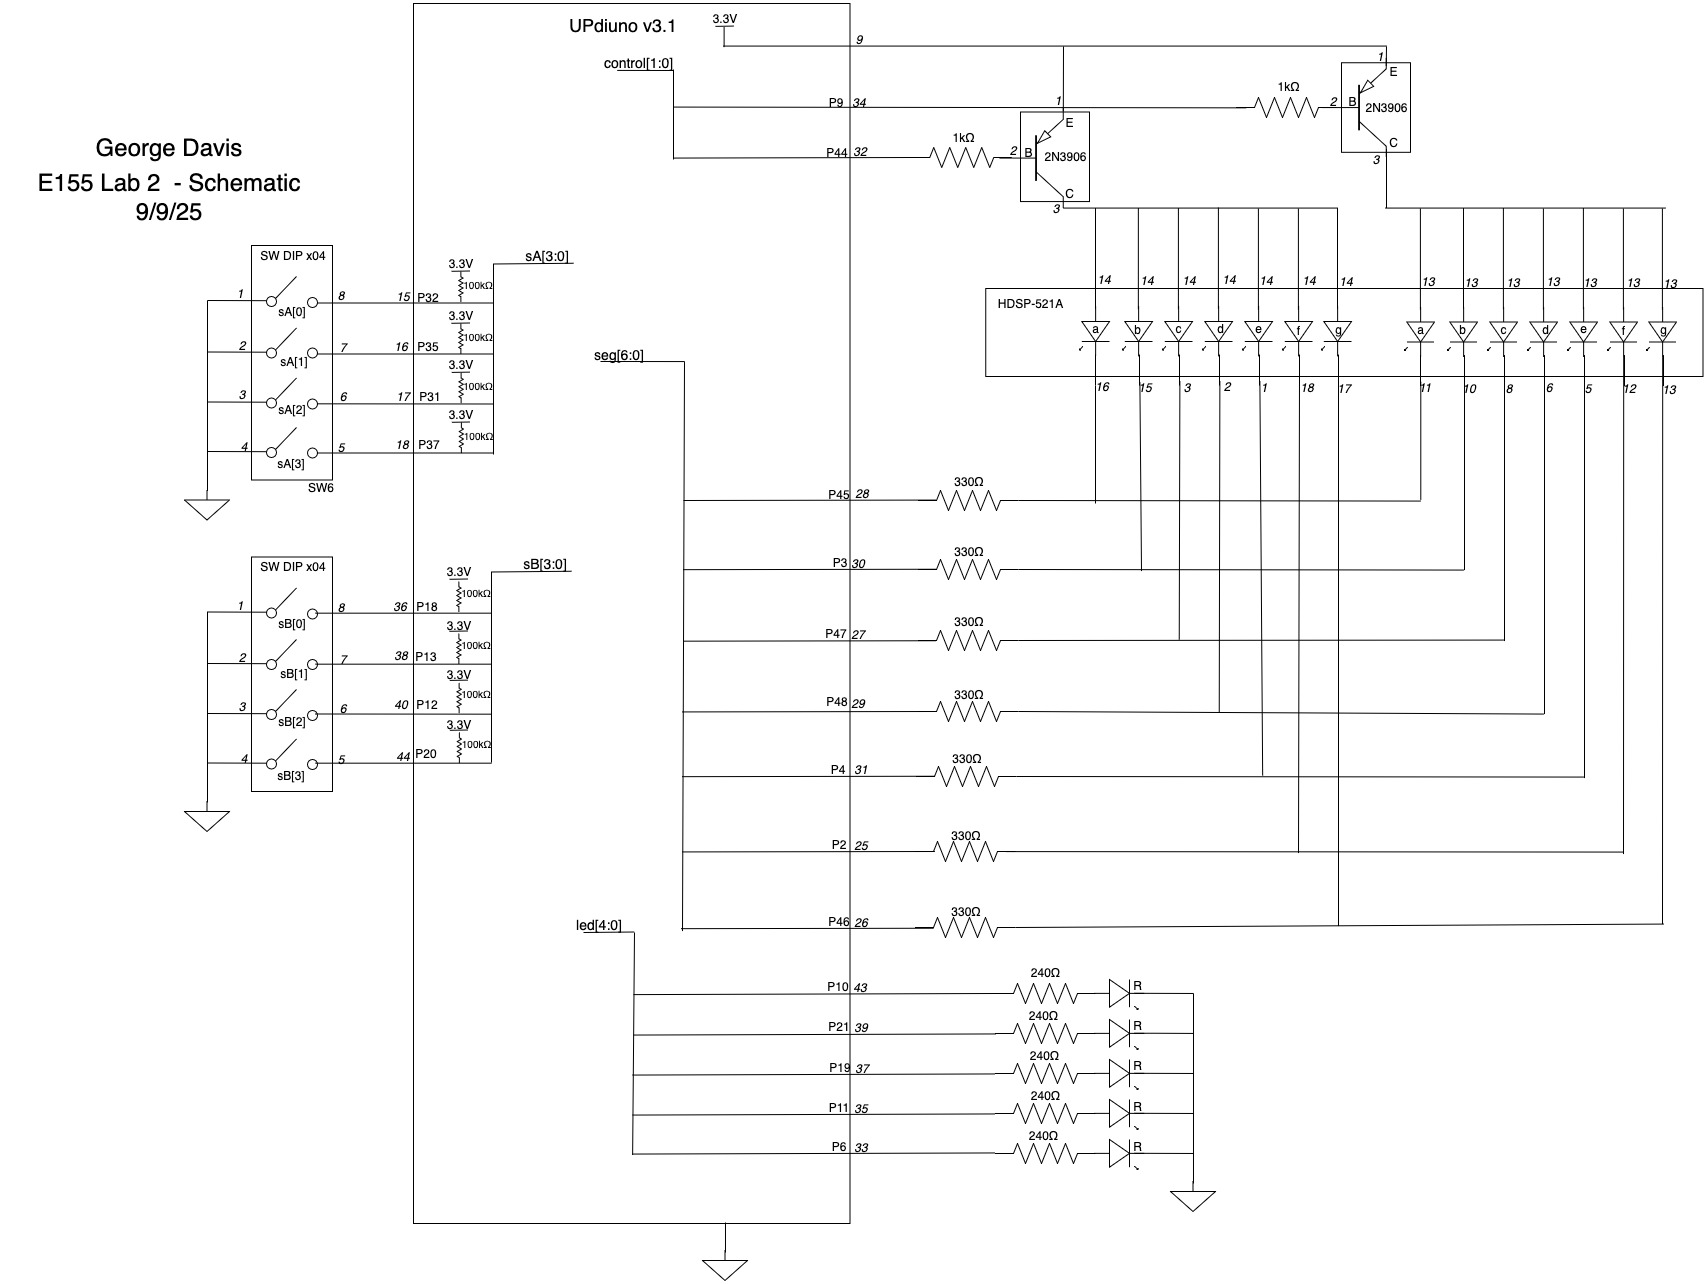 UPdiuno v3.1
3.3V
9
control[1:0]
P9 34
1kΩ
2 B
1
E
2N3906
C
3
P44 32
1kΩ
2 B
1
E
2N3906
C
3
George Davis
E155 Lab 2 - Schematic
9/9/25
SW DIP x04
1 sA[0] 8 15 P32
2 sA[1] 7 16 P35
3 sA[2] 6 17 P31
4 sA[3] 5 18 P37
SW6
3.3V
100kΩ
3.3V
100kΩ
3.3V
100kΩ
3.3V
100kΩ
sA[3:0]
14 14 14 14 14 14 14 13 13 13 13 13 13 13
HDSP-521A
a b c d e f g a b c d e f g
16 15 3 2 1 18 17 11 10 8 6 5 12 13
seg[6:0]
P45 28
330Ω
P3 30
330Ω
P47 27
330Ω
P48 29
330Ω
P4 31
330Ω
P2 25
330Ω
P46 26
330Ω
SW DIP x04
1 sB[0] 8 36 P18
2 sB[1] 7 38 P13
3 sB[2] 6 40 P12
4 sB[3] 5 44 P20
3.3V
100kΩ
3.3V
100kΩ
3.3V
100kΩ
3.3V
100kΩ
sB[3:0]
led[4:0]
P10 43
240Ω
R
P21 39
240Ω
R
P19 37
240Ω
R
P11 35
240Ω
R
P6 33
240Ω
R